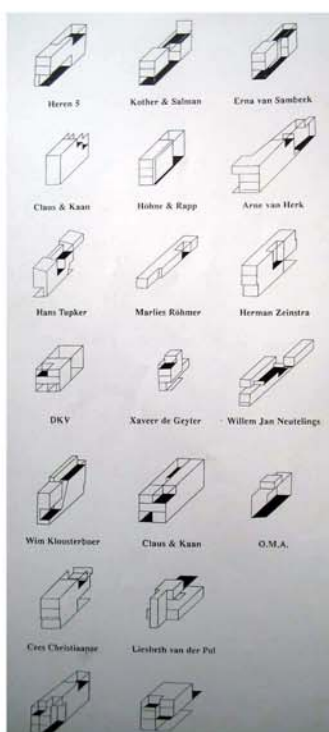 Heren 5
Kother & Salman
Erna van Sambeek
Claus & Kaan
Höhne & Rapp
Arne van Herk
Hans Tupker
Marlies Röhmer
Herman Zeinstra
DKV
Xaveer de Geyter
Willem Jan Neutelings
Wim Kloosterboer
Claus & Kaan
O.M.A.
Cees Christiaanse
Liesbeth van der Pol